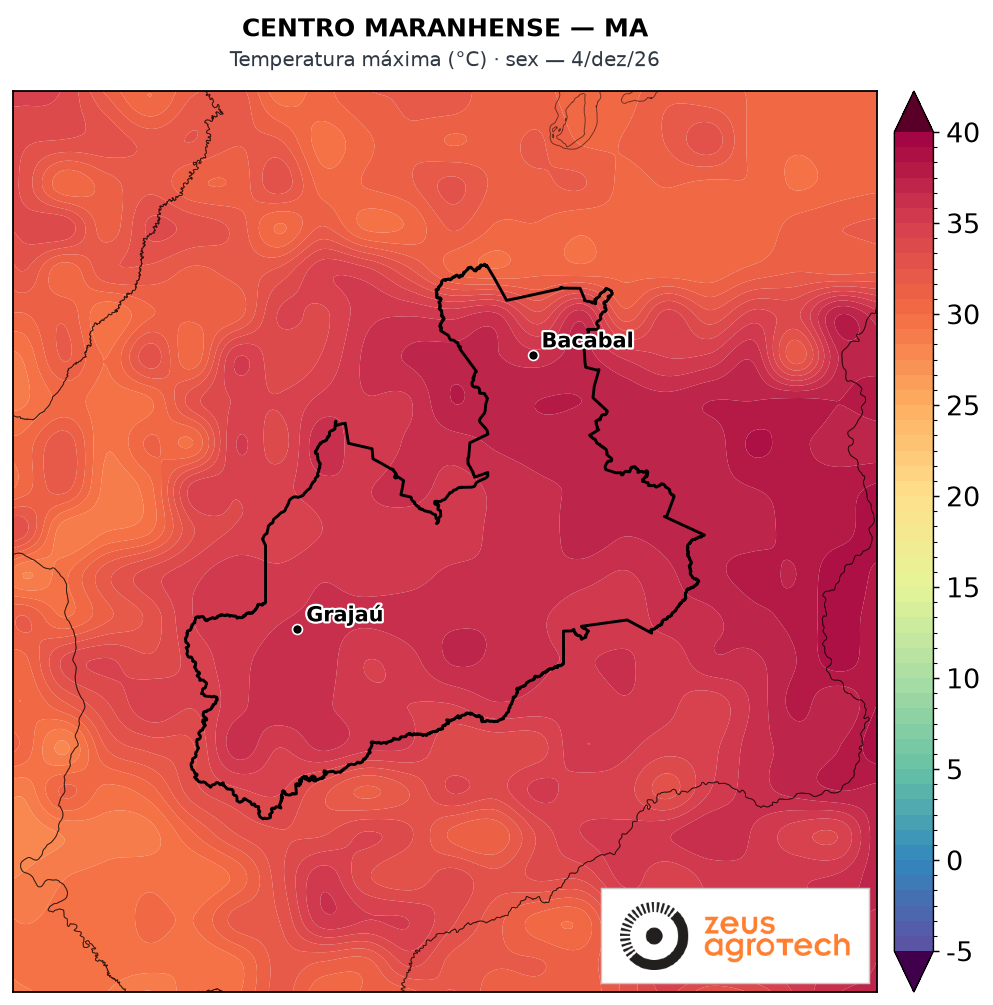 CENTRO MARANHENSE — MA
Temperatura máxima (°C) · sex — 4/dez/26
Bacabal
Grajaú
40
35
30
25
20
15
10
5
0
-5
zeus
agrotech